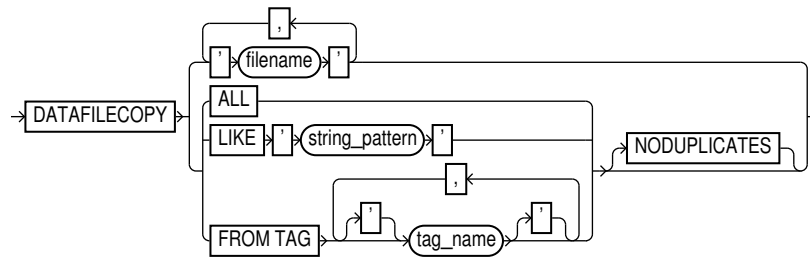 ,
' filename '
ALL
DATAFILECOPY
LIKE ' string_pattern ' NODUPLICATES
,
' '
FROM TAG tag_name